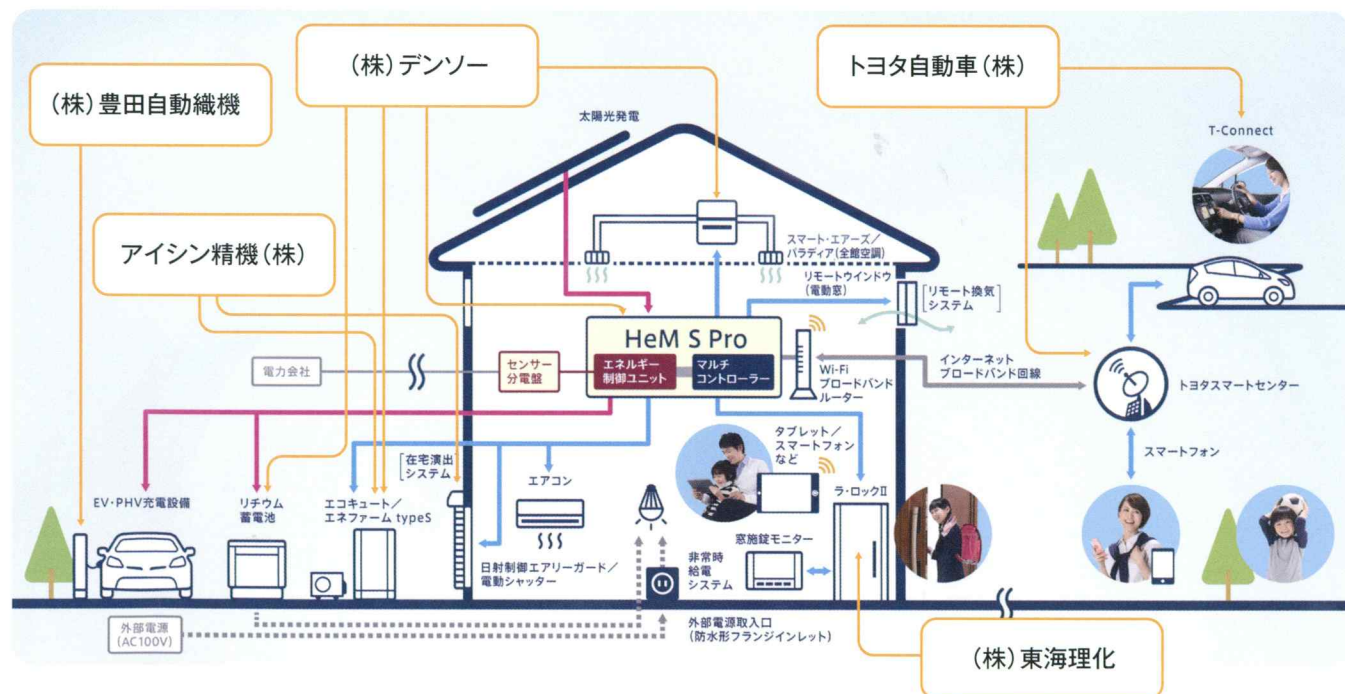 (株)豊田自動織機
(株)デンソー
トヨタ自動車(株)
アイシン精機(株)
太陽光発電
T-Connect
スマート・エアーズ/
パラディア(全館空調)
リモートウインドウ
(電動窓)
[リモート換気
システム]
HeM S Pro
エネルギー
制御ユニット
マルチ
コントローラー
センサー
分電盤
電力会社
Wi-Fi
ブロードバンド
ルーター
インターネット
ブロードバンド回線
トヨタスマートセンター
スマートフォン
EV・PHV充電設備
リチウム
蓄電池
エコキュート/
エネファーム typeS
[在宅演出
システム]
エアコン
日射制御エアリーガード/
電動シャッター
タブレット/
スマートフォン
など
ラ・ロックII
窓施錠モニター
非常時
給電
システム
外部電源
(AC100V)
外部電源取入口
(防水形フランジインレット)
(株)東海理化